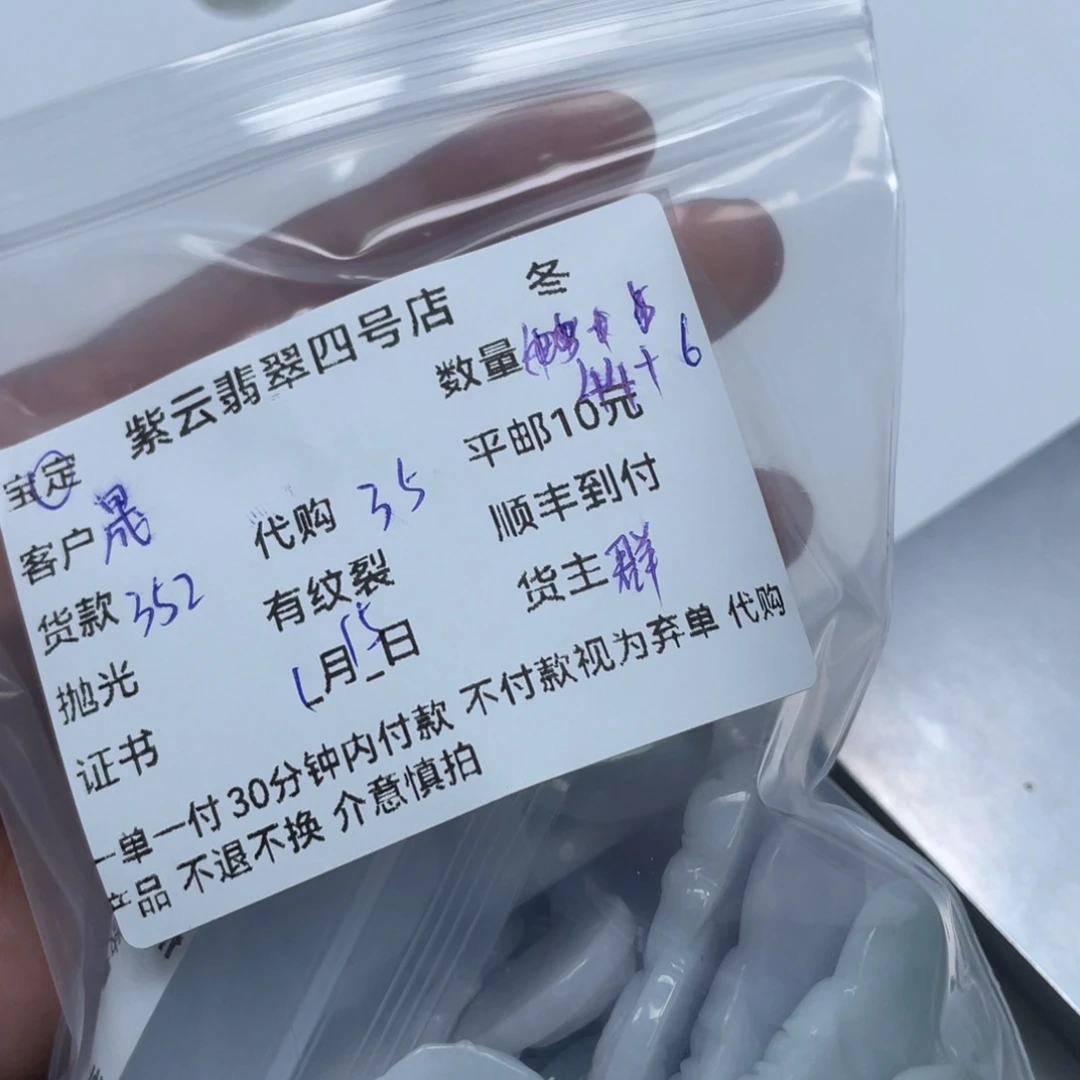 紫云翡翠四号店 冬
宝定 数量 44+6
客户 晟 代购 35 平邮10元
货款 352 有纹裂 顺丰到付
抛光 1月15日 货主 群
证书
一单一付 30分钟内付款 不付款视为弃单 代购
产品 不退不换 介意慎拍